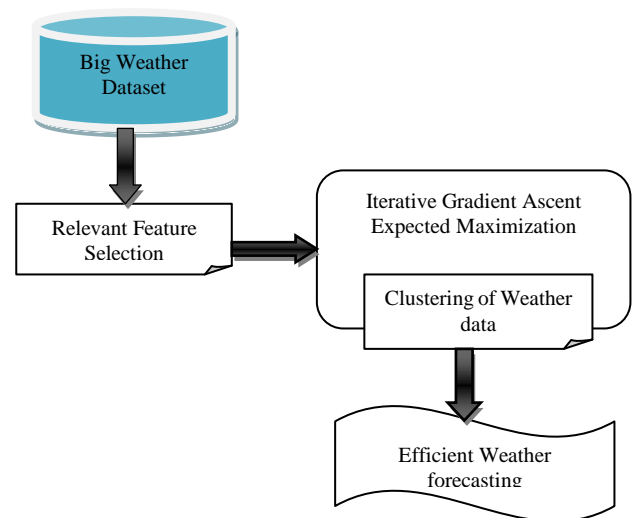 Big Weather
Dataset
Relevant Feature
Selection
Iterative Gradient Ascent
Expected Maximization
Clustering of Weather
data
Efficient Weather
forecasting